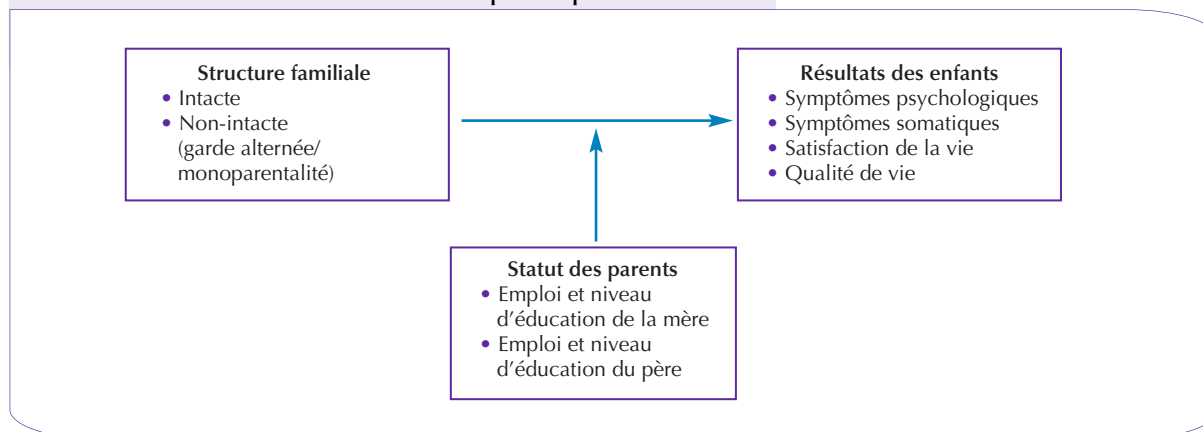 Structure familiale
• Intacte
• Non-intacte
(garde alternée/
monoparentalité)
Résultats des enfants
• Symptômes psychologiques
• Symptômes somatiques
• Satisfaction de la vie
• Qualité de vie
Statut des parents
• Emploi et niveau
d’éducation de la mère
• Emploi et niveau
d’éducation du père